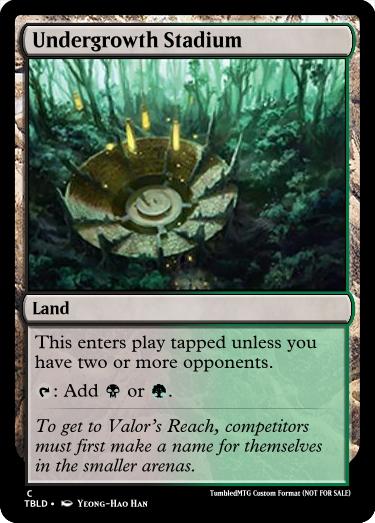 Undergrowth Stadium
Land
This enters play tapped unless you
have two or more opponents.
: Add or .
To get to Valor's Reach, competitors
must first make a name for themselves
in the smaller arenas.
C
TBLD • Yeong-Hao Han
TumbledMTG Custom Format (NOT FOR SALE)